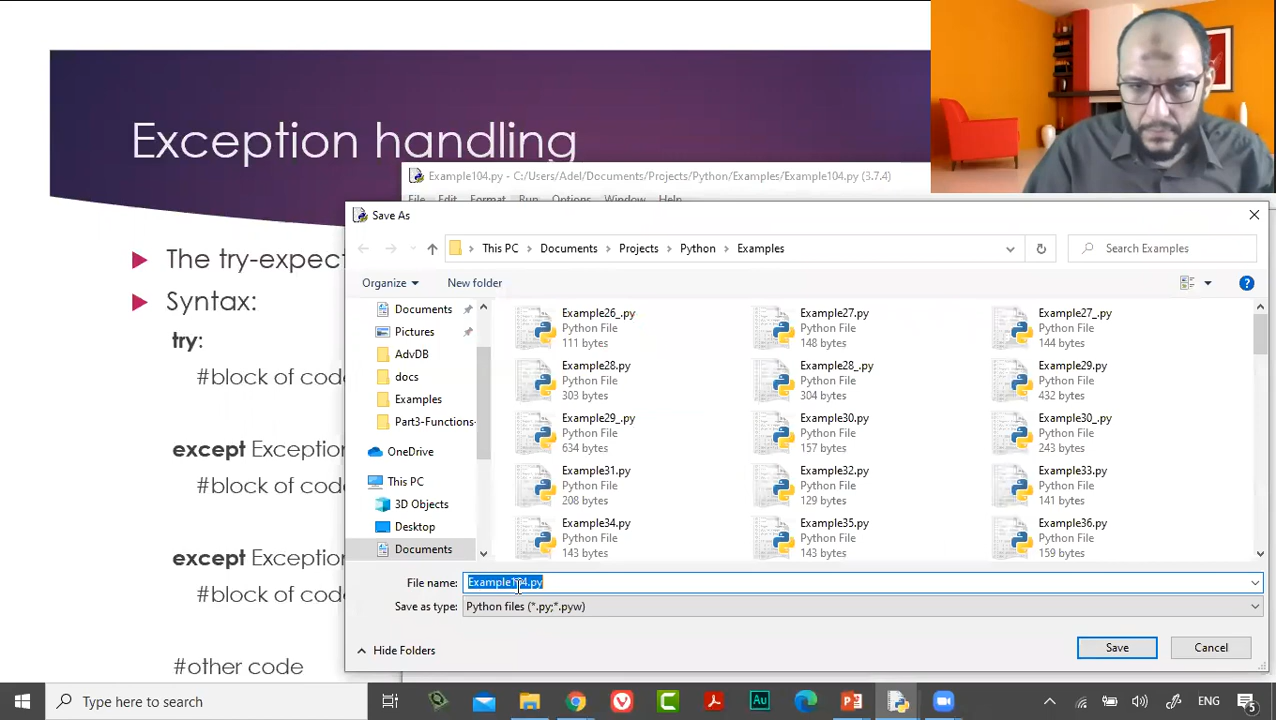 Exception handling
Example104.py - C:/Users/Adel/Documents/Projects/Python/Examples/Example104.py (3.7.4)
File Edit Format Run Options Window Help
Save As
This PC > Documents > Projects > Python > Examples
Search Examples
Organize
New folder
Documents
Pictures
AdvDB
docs
Examples
Part3-Functions-
OneDrive
This PC
3D Objects
Desktop
Documents
Example26_.py
Python File
111 bytes
Example27.py
Python File
148 bytes
Example27_.py
Python File
144 bytes
Example28.py
Python File
303 bytes
Example28_.py
Python File
304 bytes
Example29.py
Python File
432 bytes
Example29_.py
Python File
634 bytes
Example30.py
Python File
157 bytes
Example30_.py
Python File
243 bytes
Example31.py
Python File
208 bytes
Example32.py
Python File
129 bytes
Example33.py
Python File
141 bytes
Example34.py
Python File
143 bytes
Example35.py
Python File
143 bytes
Example36.py
Python File
159 bytes
File name: Example104.py
Save as type: Python files (*.py;*.pyw)
Hide Folders
Save
Cancel
The try-expect
Syntax:
try:
#block of code
except Exception
#block of code
except Exception
#block of code
#other code
Type here to search
Au
ENG
5